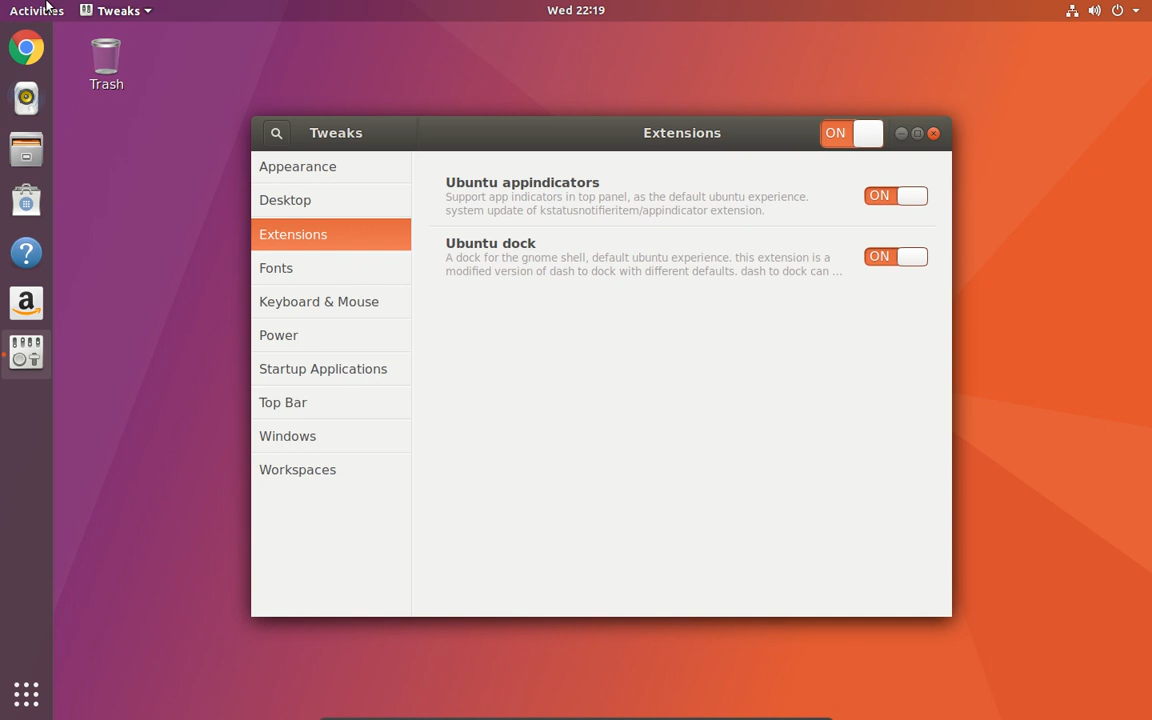 Activities Tweaks Wed 22:19
Trash
Tweaks Extensions ON
Appearance
Desktop
Extensions
Fonts
Keyboard & Mouse
Power
Startup Applications
Top Bar
Windows
Workspaces
Ubuntu appindicators
Support app indicators in top panel, as the default ubuntu experience.
system update of kstatusnotifieritem/appindicator extension.
ON
Ubuntu dock
A dock for the gnome shell, default ubuntu experience. this extension is a
modified version of dash to dock with different defaults. dash to dock can ...
ON